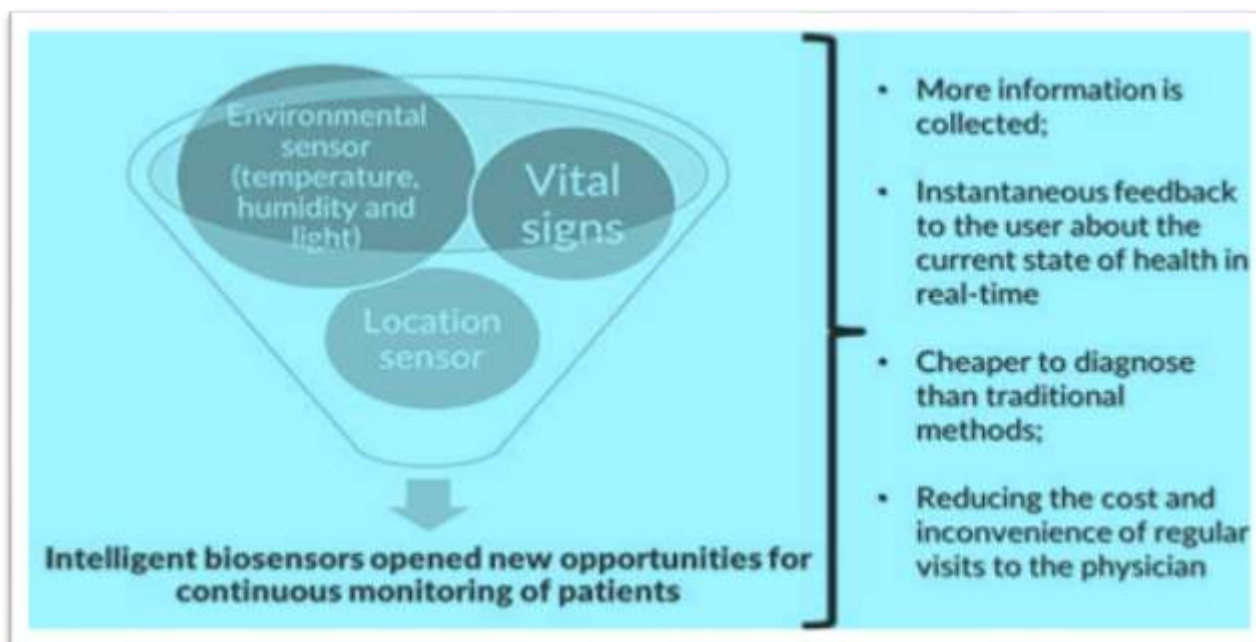 Environmental
sensor
(temperature,
humidity and
light)
Vital
signs
Location
sensor
Intelligent biosensors opened new opportunities for
continuous monitoring of patients
• More information is
collected;
• Instantaneous feedback
to the user about the
current state of health in
real-time
• Cheaper to diagnose
than traditional
methods;
• Reducing the cost and
inconvenience of regular
visits to the physician